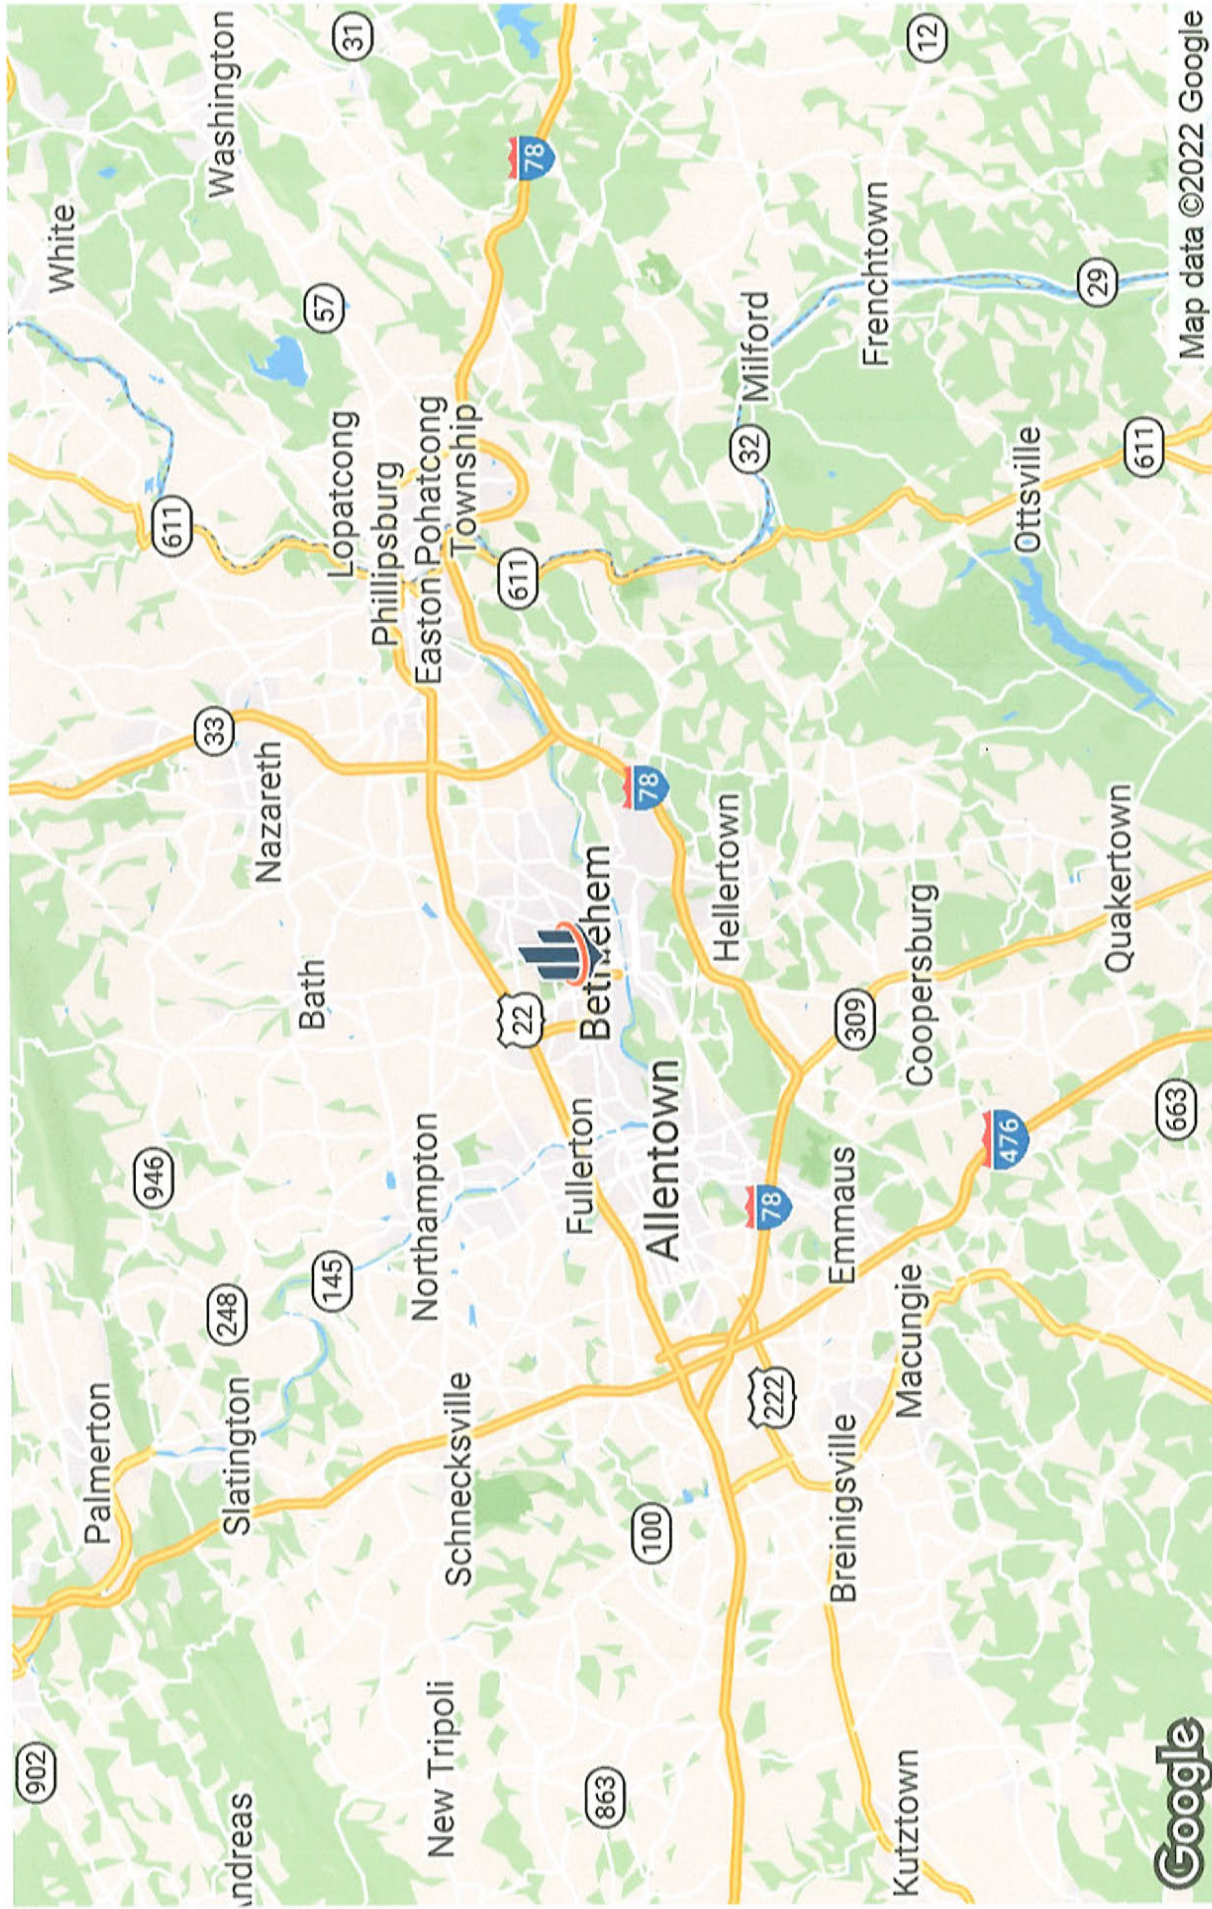 902
Palmerton
946
611
White
ndreas
Slatington
248
33
Washington
145
Bath
Nazareth
57
31
Lopatcong
Phillipsburg
New Tripoli
Schnecksville
Northampton
Easton
Pohatcong
Township
22
611
78
863
100
Fullerton
Bethlehem
78
Allentown
Hellertown
32
Milford
222
78
Breinigsville
Emmaus
309
Frenchtown
Kutztown
Macungie
Coopersburg
12
476
Ottsville
29
Quakertown
611
663
Google
Map data ©2022 Google